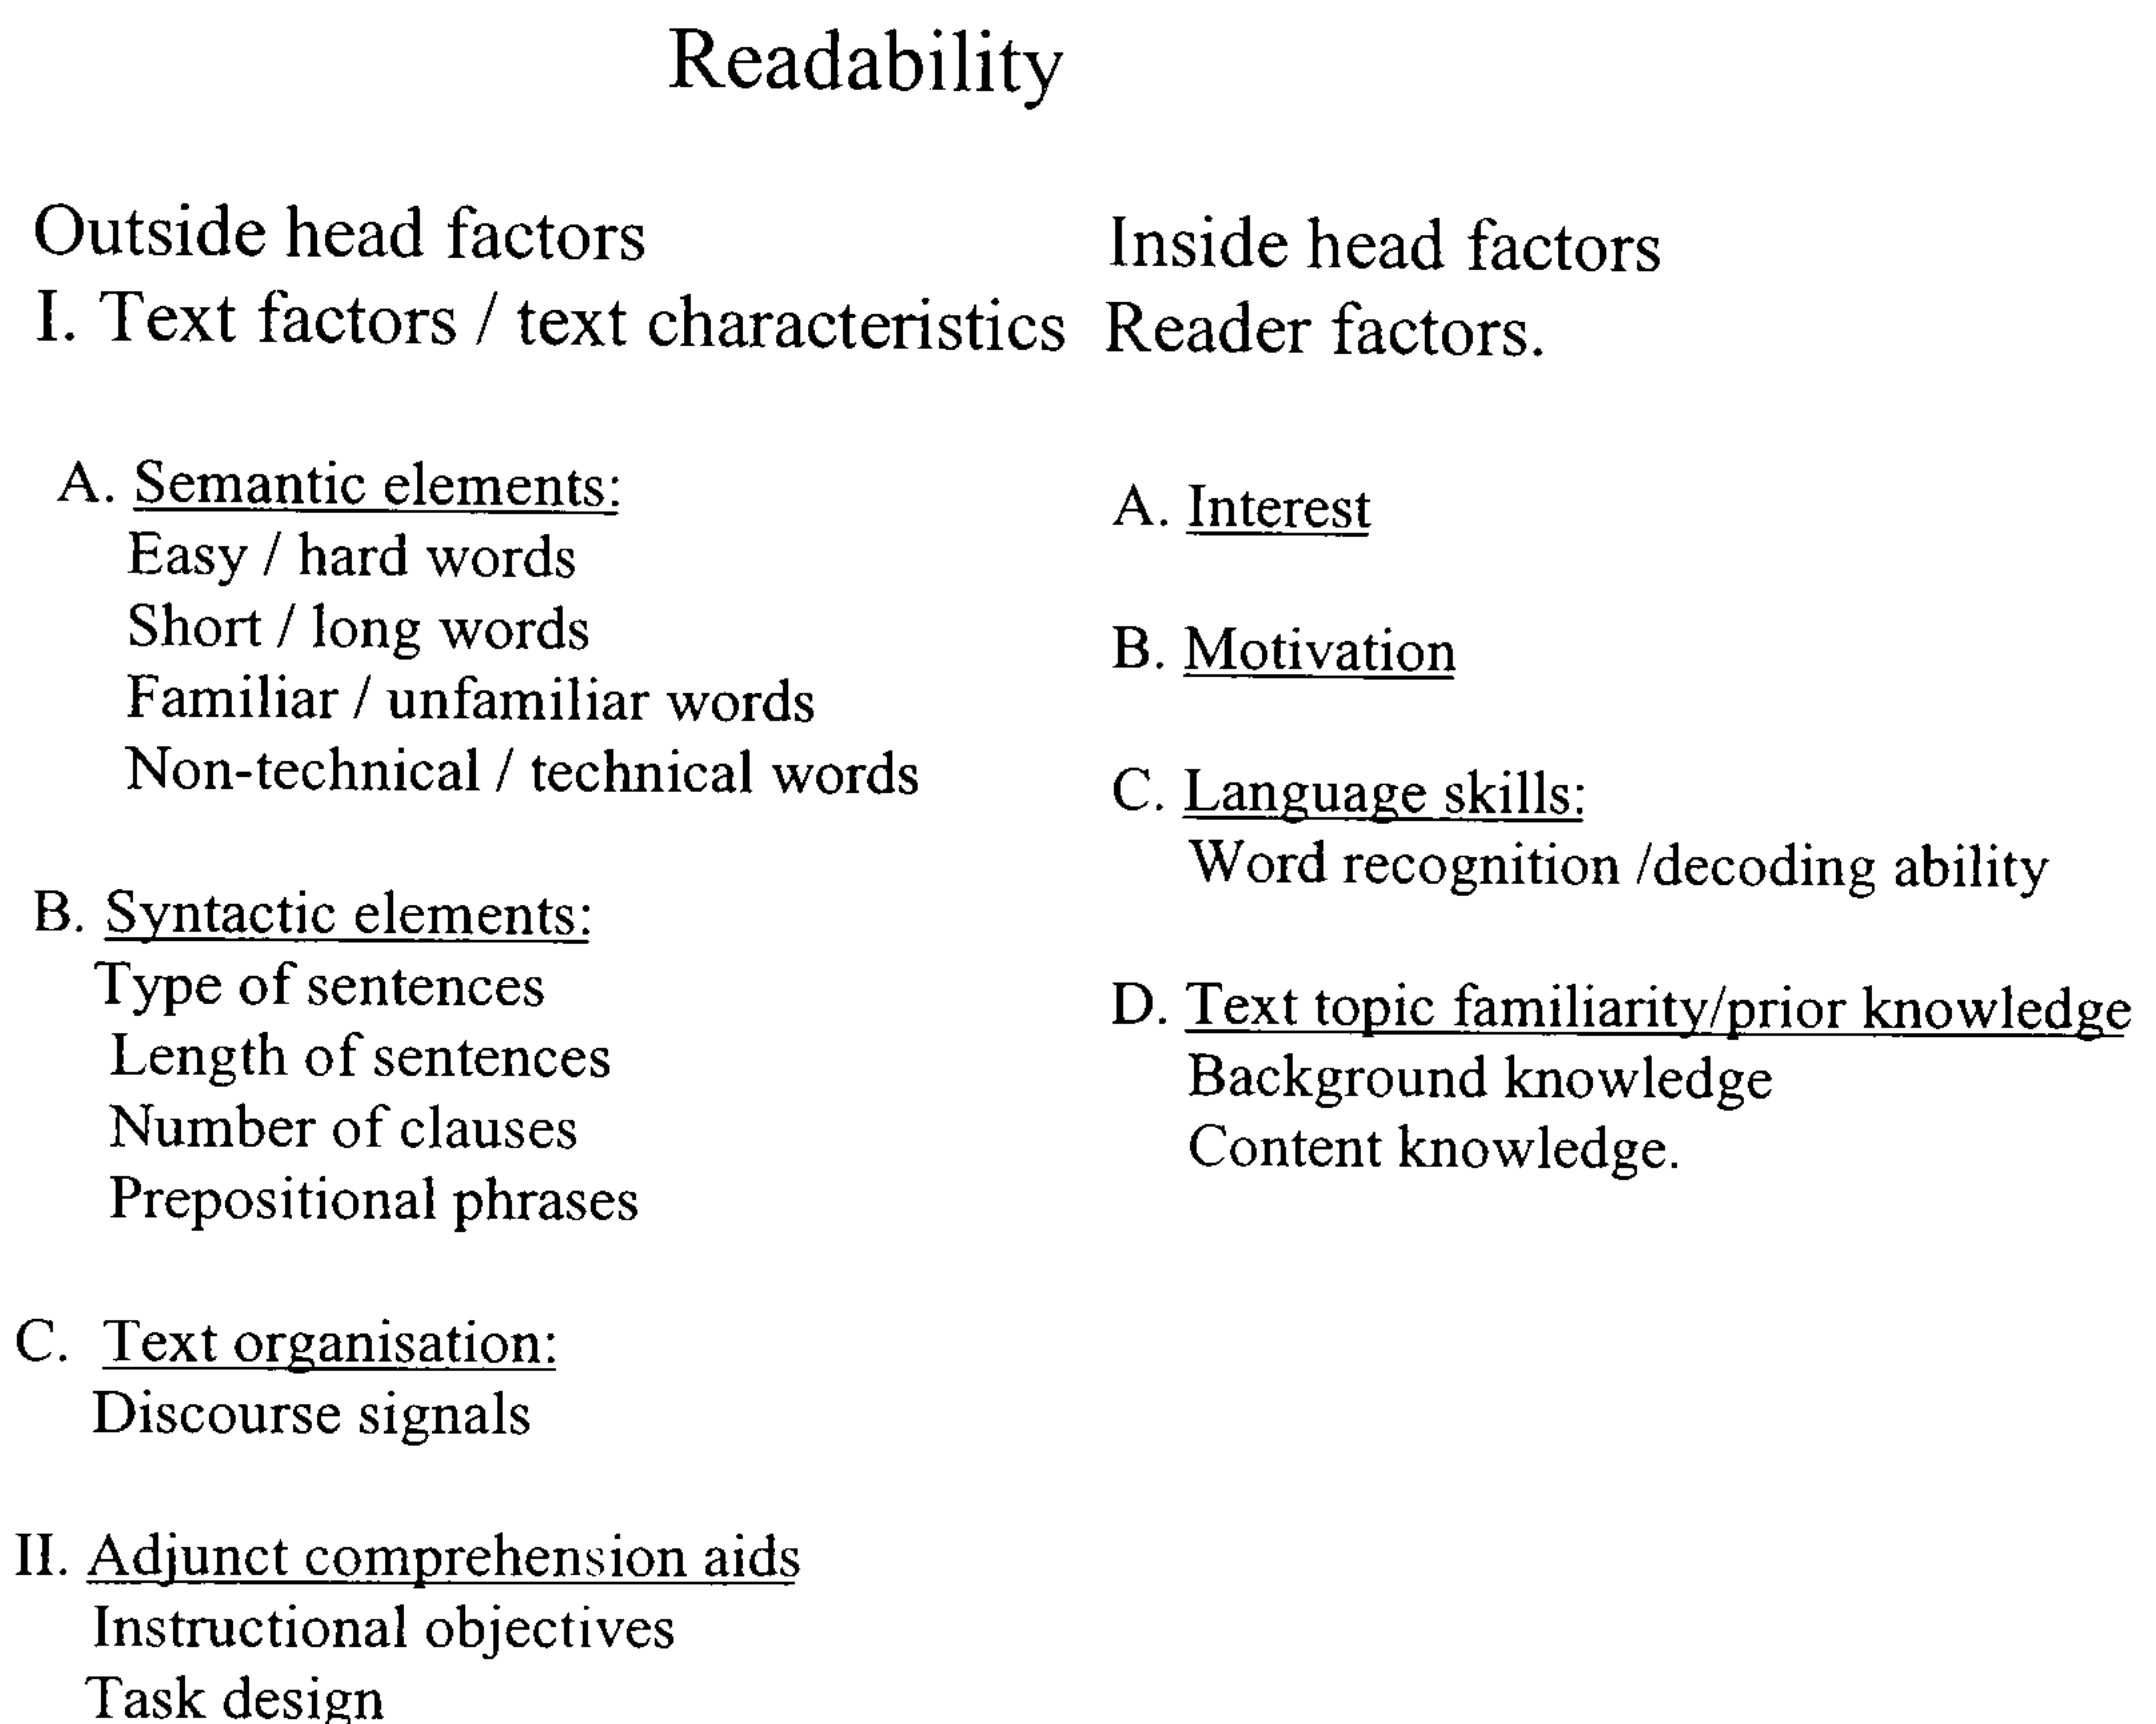 Readability
Outside head factors
I. Text factors / text characteristics
A. Semantic elements:
Easy / hard words
Short / long words
Familiar / unfamiliar words
Non-technical / technical words
B. Syntactic elements:
Type of sentences
Length of sentences
Number of clauses
Prepositional phrases
C. Text organisation:
Discourse signals
II. Adjunct comprehension aids
Instructional objectives
Task design
Inside head factors
Reader factors.
A. Interest
B. Motivation
C. Language skills:
Word recognition /decoding ability
D. Text topic familiarity/prior knowledge
Background knowledge
Content knowledge.